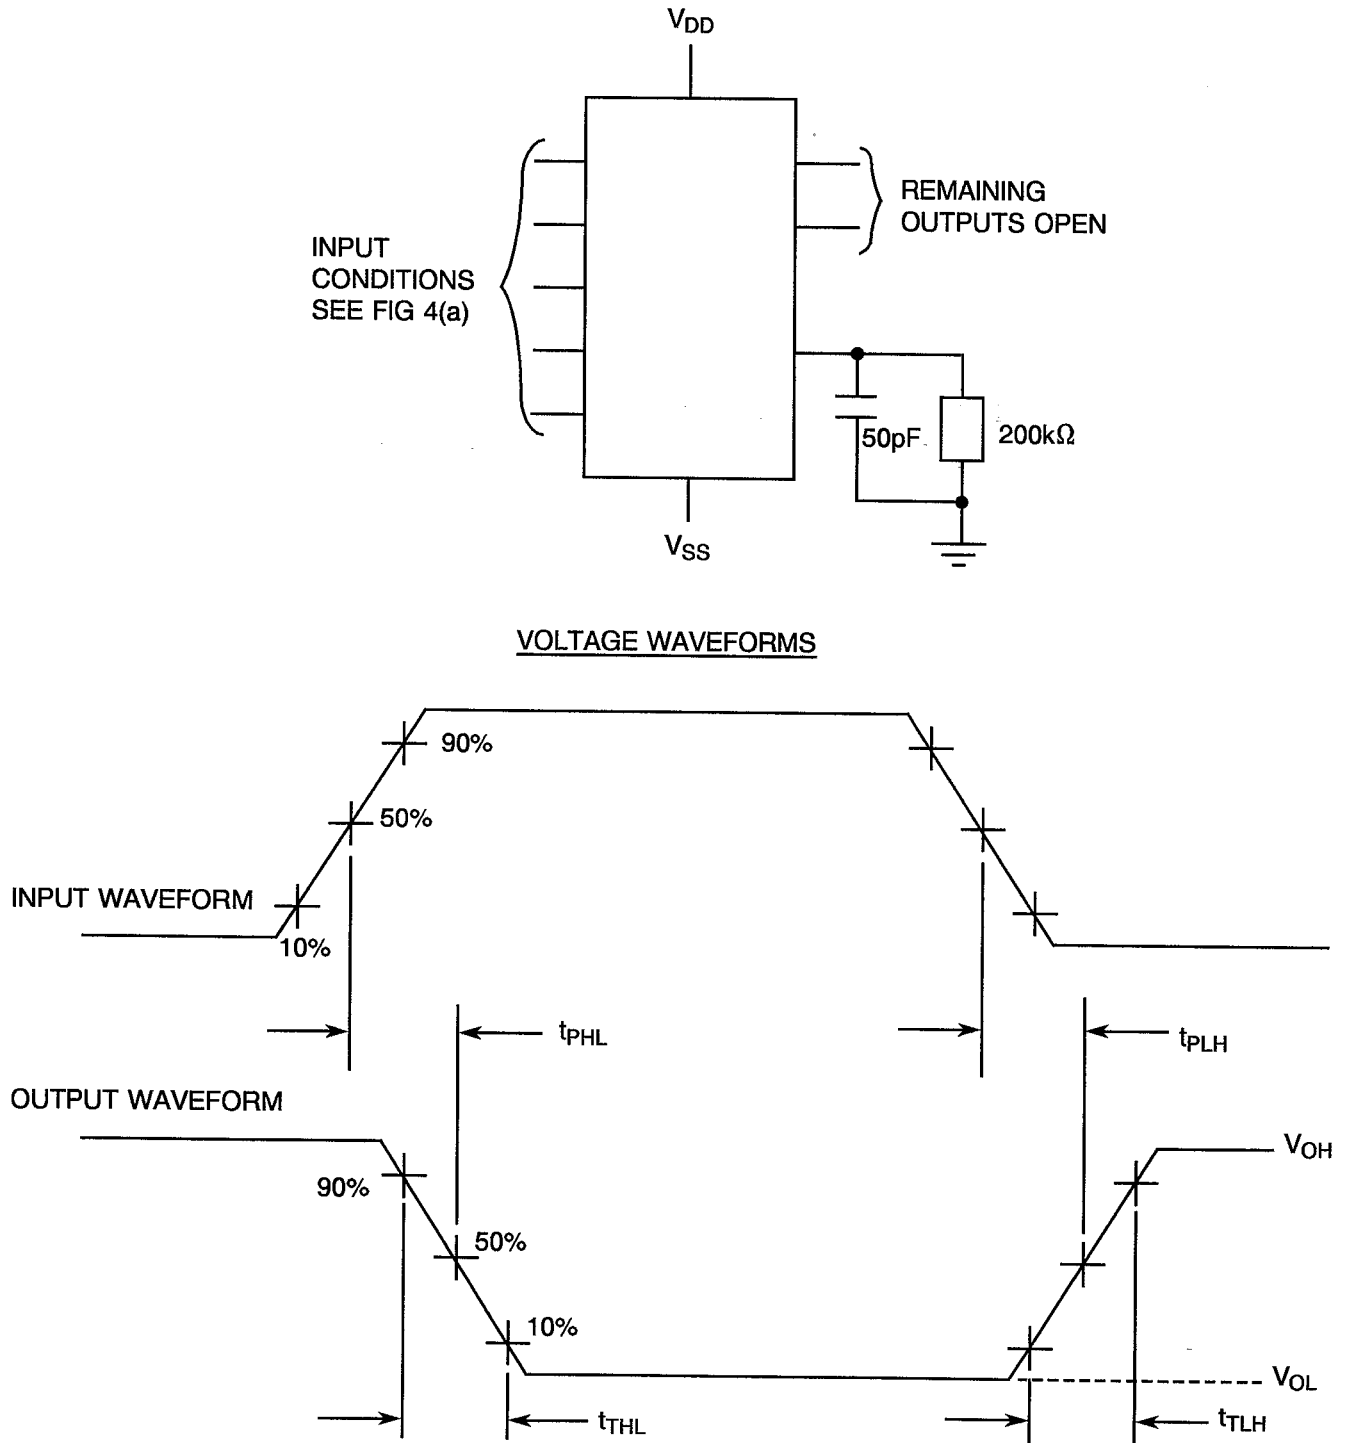 VDD
REMAINING
OUTPUTS OPEN
INPUT
CONDITIONS
SEE FIG 4(a)
50pF
200kΩ
VSS
VOLTAGE WAVEFORMS
90%
50%
INPUT WAVEFORM
10%
tPHL
tPLH
OUTPUT WAVEFORM
VOH
90%
50%
10%
VOL
tTHL
tTLH